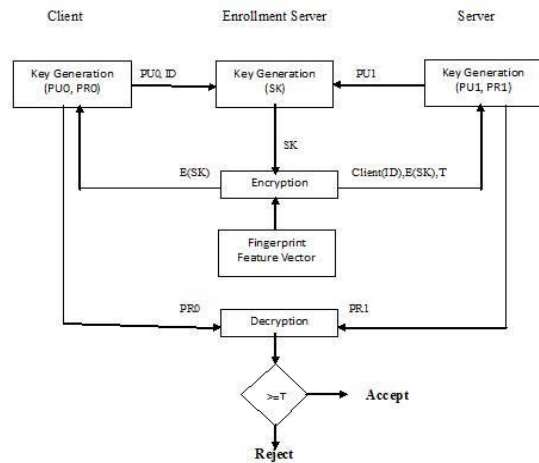 Client Enrollment Server Server
PU0, ID PU1
Key Generation
(PU0, PR0)
Key Generation
(SK)
Key Generation
(PU1, PR1)
SK
E(SK) Client(ID),E(SK),T
Encryption
Fingerprint
Feature Vector
PR0 PR1
Decryption
>=T
Accept
Reject